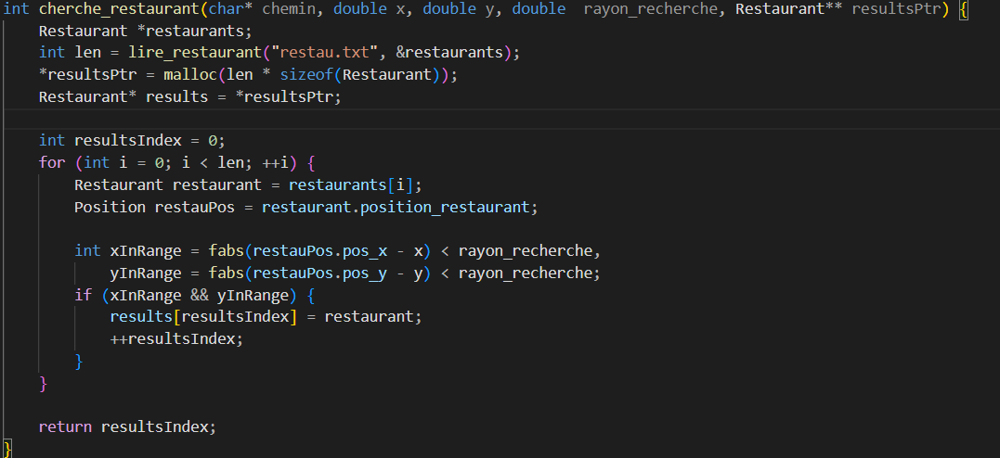 int cherche_restaurant(char* chemin, double x, double y, double  rayon_recherche, Restaurant** resultsPtr) {
    Restaurant *restaurants;
    int len = lire_restaurant("restau.txt", &restaurants);
    *resultsPtr = malloc(len * sizeof(Restaurant));
    Restaurant* results = *resultsPtr;

    int resultsIndex = 0;
    for (int i = 0; i < len; ++i) {
        Restaurant restaurant = restaurants[i];
        Position restauPos = restaurant.position_restaurant;

        int xInRange = fabs(restauPos.pos_x - x) < rayon_recherche,
            yInRange = fabs(restauPos.pos_y - y) < rayon_recherche;
        if (xInRange && yInRange) {
            results[resultsIndex] = restaurant;
            ++resultsIndex;
        }
    }

    return resultsIndex;
}